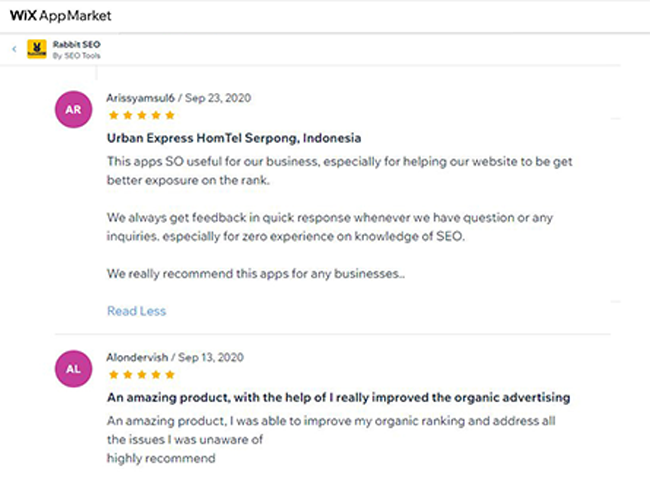 WiX AppMarket
Rabbit SEO
By SEO Tools
AR
Arissyamsul6 / Sep 23, 2020
Urban Express HomTel Serpong, Indonesia
This apps SO useful for our business, especially for helping our website to be get
better exposure on the rank.
We always get feedback in quick response whenever we have question or any
inquiries. especially for zero experience on knowledge of SEO.
We really recommend this apps for any businesses..
Read Less
AL
Alondervish / Sep 13, 2020
An amazing product, with the help of I really improved the organic advertising
An amazing product, I was able to improve my organic ranking and address all
the issues I was unaware of
highly recommend